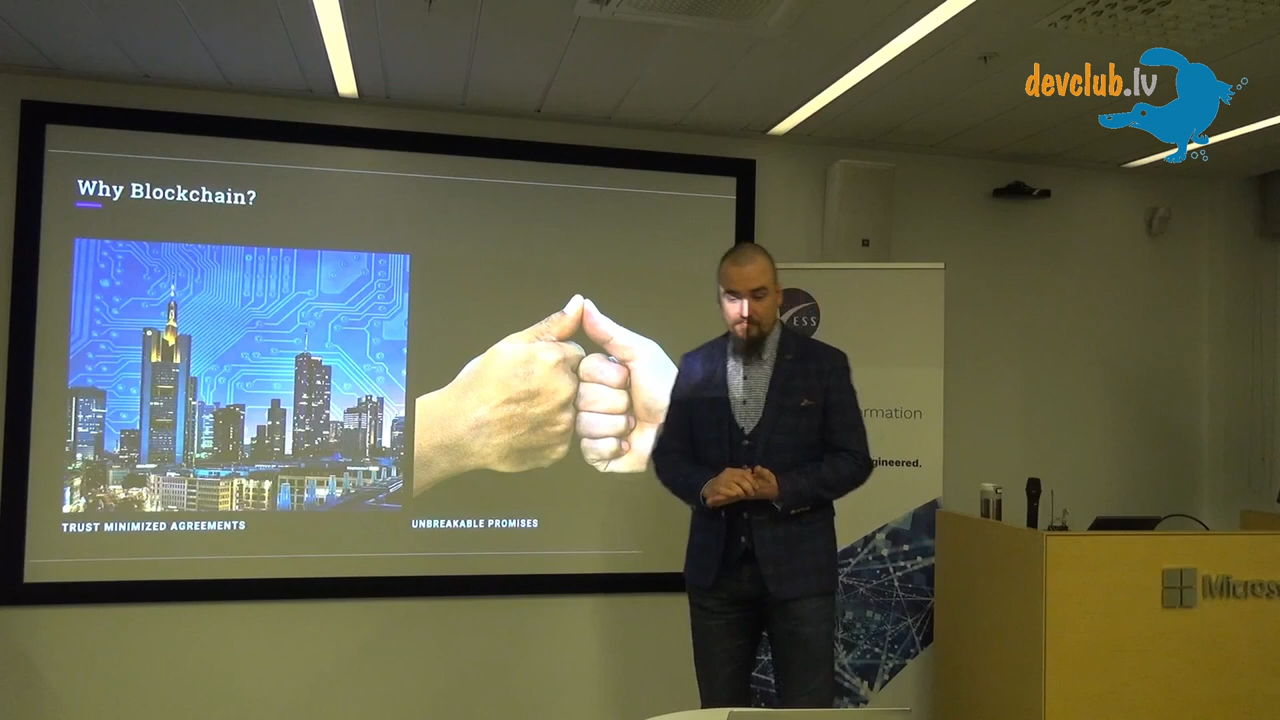 devclub.lv
Why Blockchain?
TRUST MINIMIZED AGREEMENTS
UNBREAKABLE PROMISES
ESS
ormation
gineered.
Micros